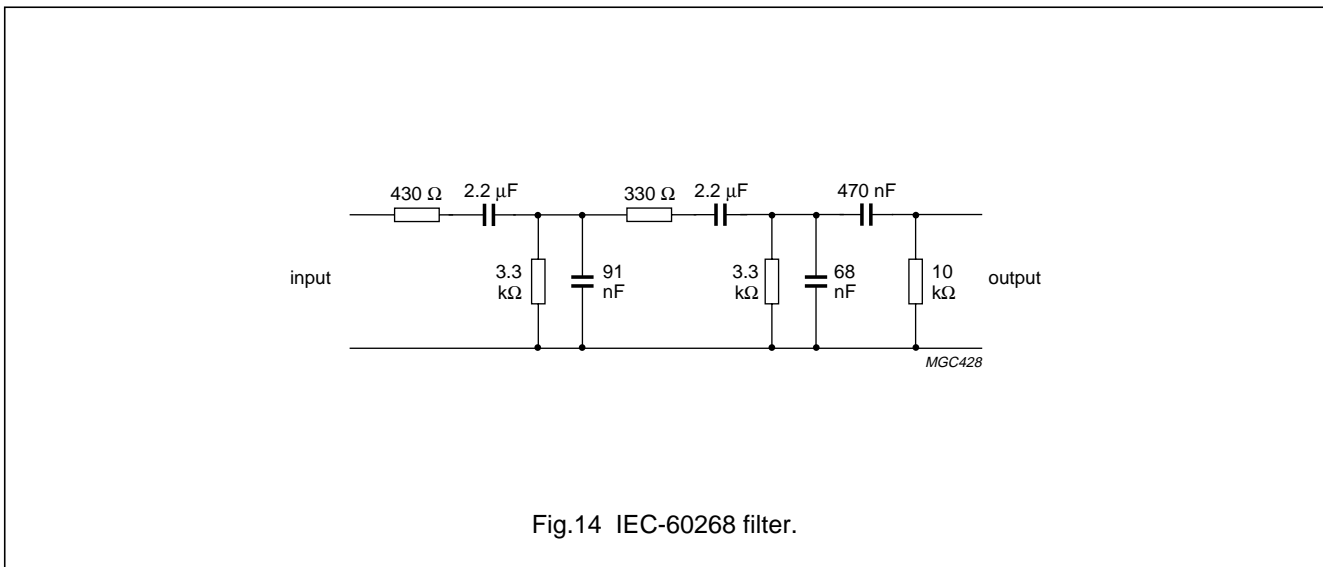 430 Ω
2.2 μF
330 Ω
2.2 μF
470 nF
input
3.3
kΩ
91
nF
3.3
kΩ
68
nF
10
kΩ
output
MGC428
Fig.14 IEC-60268 filter.